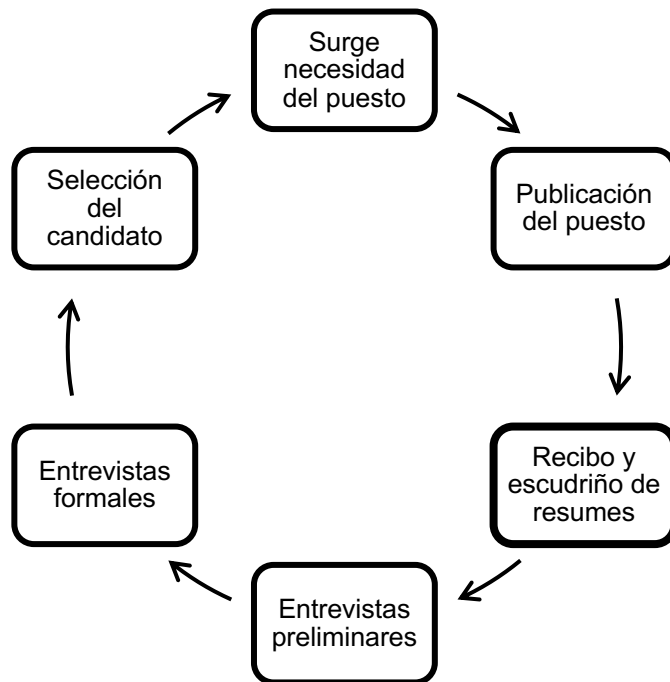 Surge
necesidad
del puesto
Publicación
del puesto
Recibo y
escudriño de
resumes
Entrevistas
preliminares
Entrevistas
formales
Selección
del
candidato